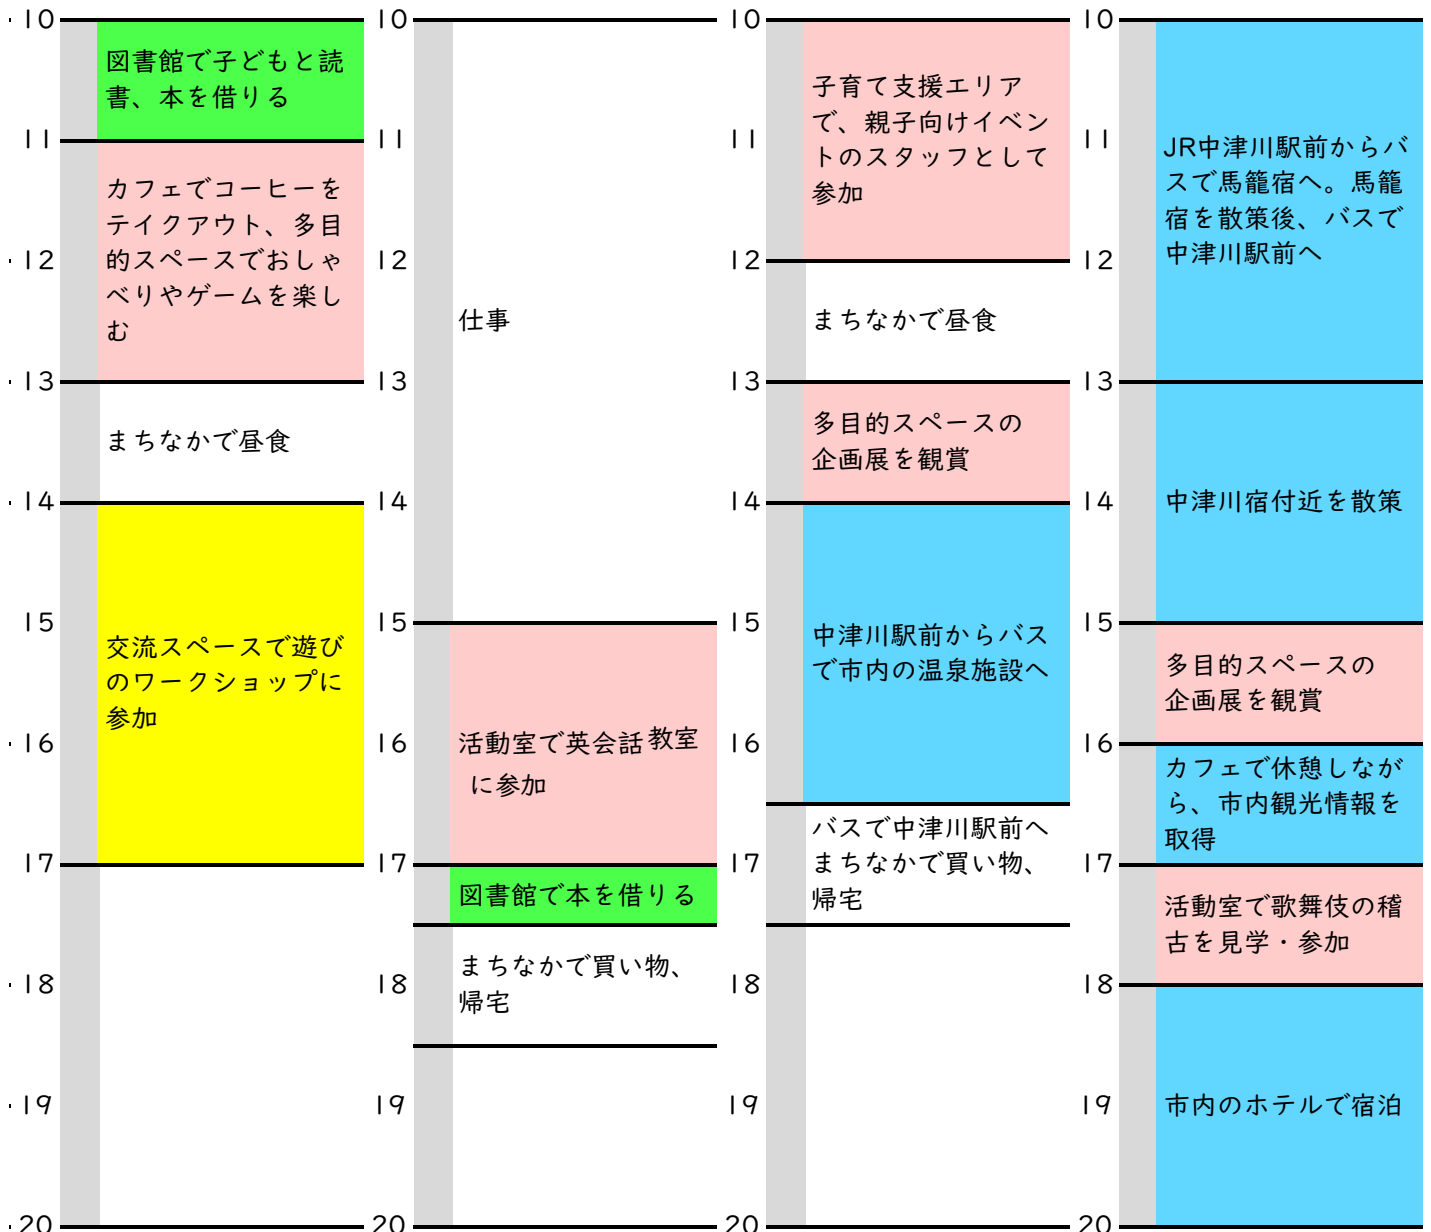 10
図書館で子どもと読
書、本を借りる
11
カフェでコーヒーを
テイクアウト、多目
的スペースでおしゃ
べりやゲームを楽し
む
12
13
まちなかで昼食
14
15
交流スペースで遊び
のワークショップに
参加
16
17
18
19
20
10
11
12
仕事
13
14
15
16
活動室で英会話教室
に参加
17
図書館で本を借りる
まちなかで買い物、
帰宅
18
19
20
10
子育て支援エリア
で、親子向けイベン
トのスタッフとして
参加
11
12
まちなかで昼食
13
多目的スペースの
企画展を観賞
14
15
中津川駅前からバス
で市内の温泉施設へ
16
バスで中津川駅前へ
まちなかで買い物、
帰宅
17
18
19
20
10
11
JR中津川駅前からバ
スで馬籠宿へ。馬籠
宿を散策後、バスで
中津川駅前へ
12
13
中津川宿付近を散策
14
15
多目的スペースの
企画展を観賞
16
カフェで休憩しなが
ら、市内観光情報を
取得
17
活動室で歌舞伎の稽
古を見学・参加
18
市内のホテルで宿泊
19
20